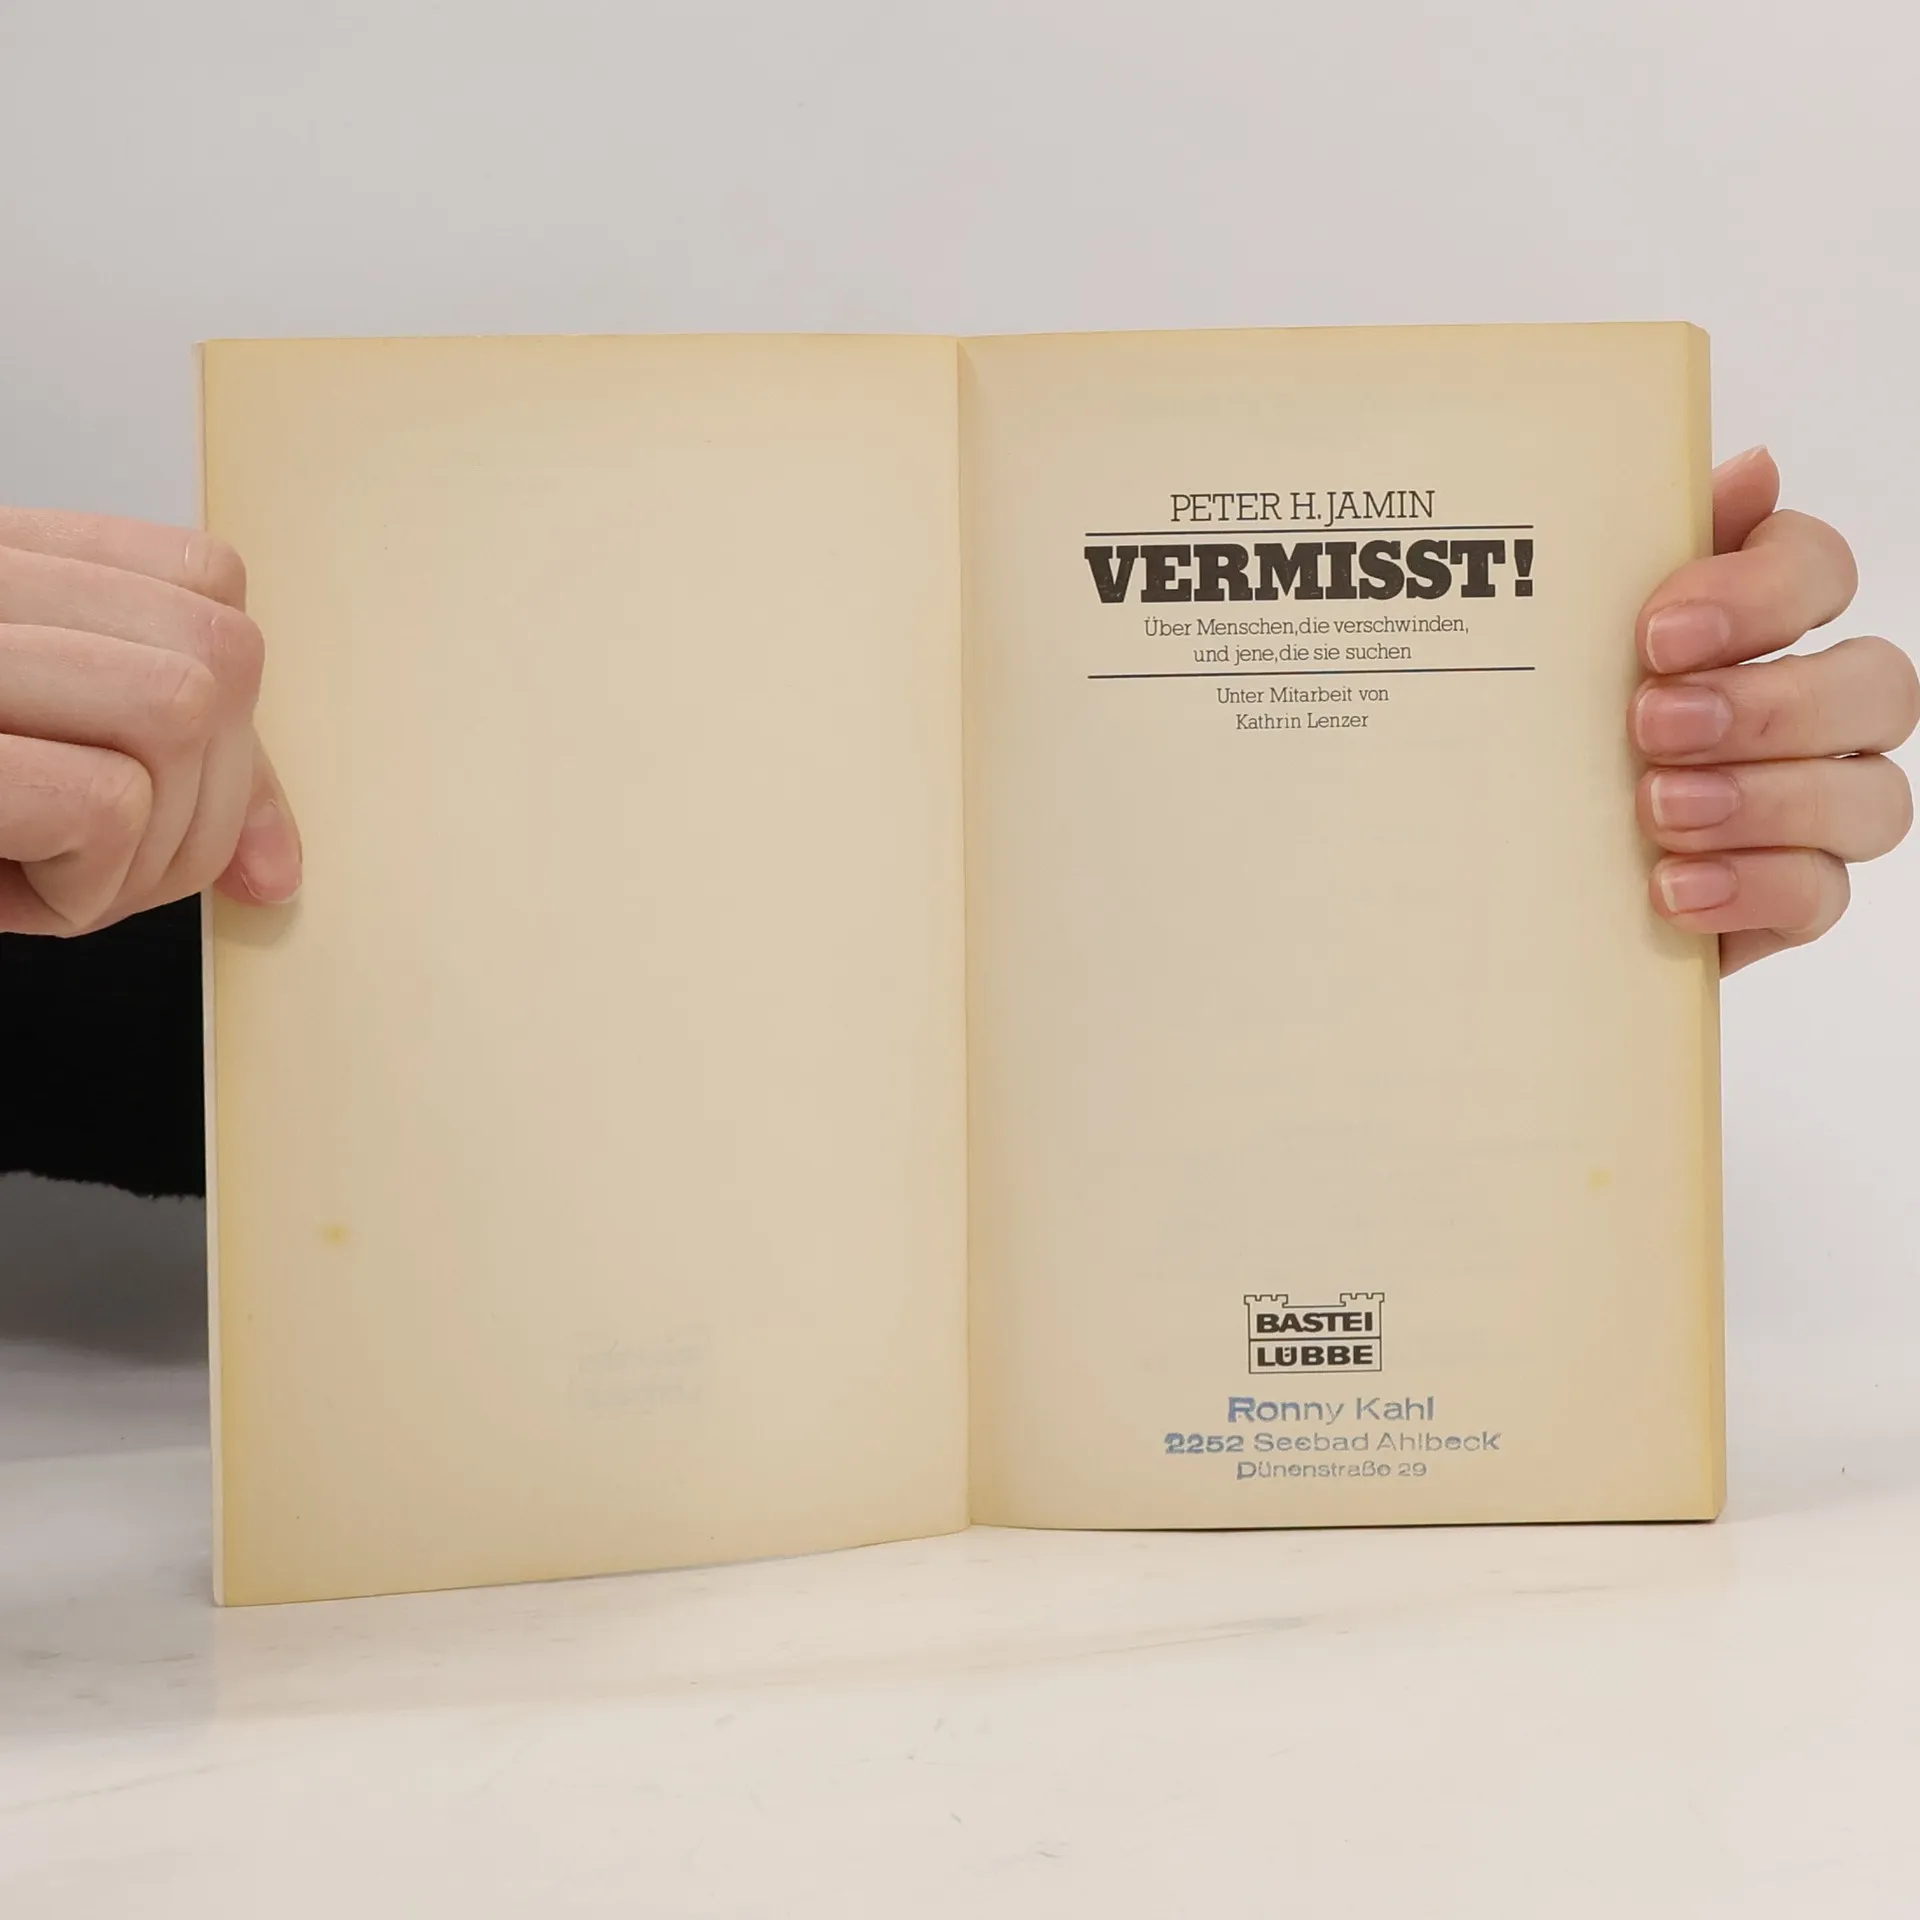 PETER H. JAMIN
VERMISST!
Über Menschen, die verschwinden,
und jene, die sie suchen
Unter Mitarbeit von
Kathrin Lenzer
BASTEI
LÜBBE
Ronny Kahl
2252 Seebad Ahlbeck
Dünenstraße 29